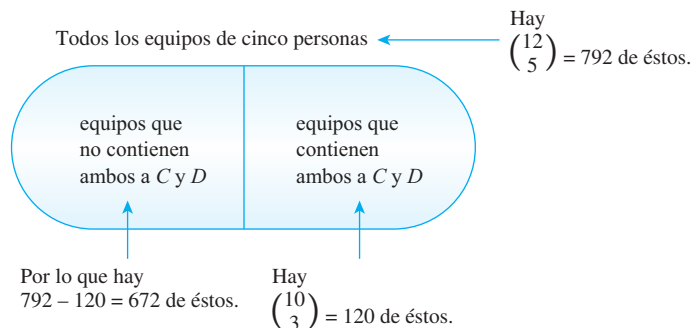 Hay
Todos los equipos de cinco personas
(12
5) = 792 de éstos.
equipos que
no contienen
ambos a C y D
equipos que
contienen
ambos a C y D
Por lo que hay
792 – 120 = 672 de éstos.
Hay
(10
3) = 120 de éstos.